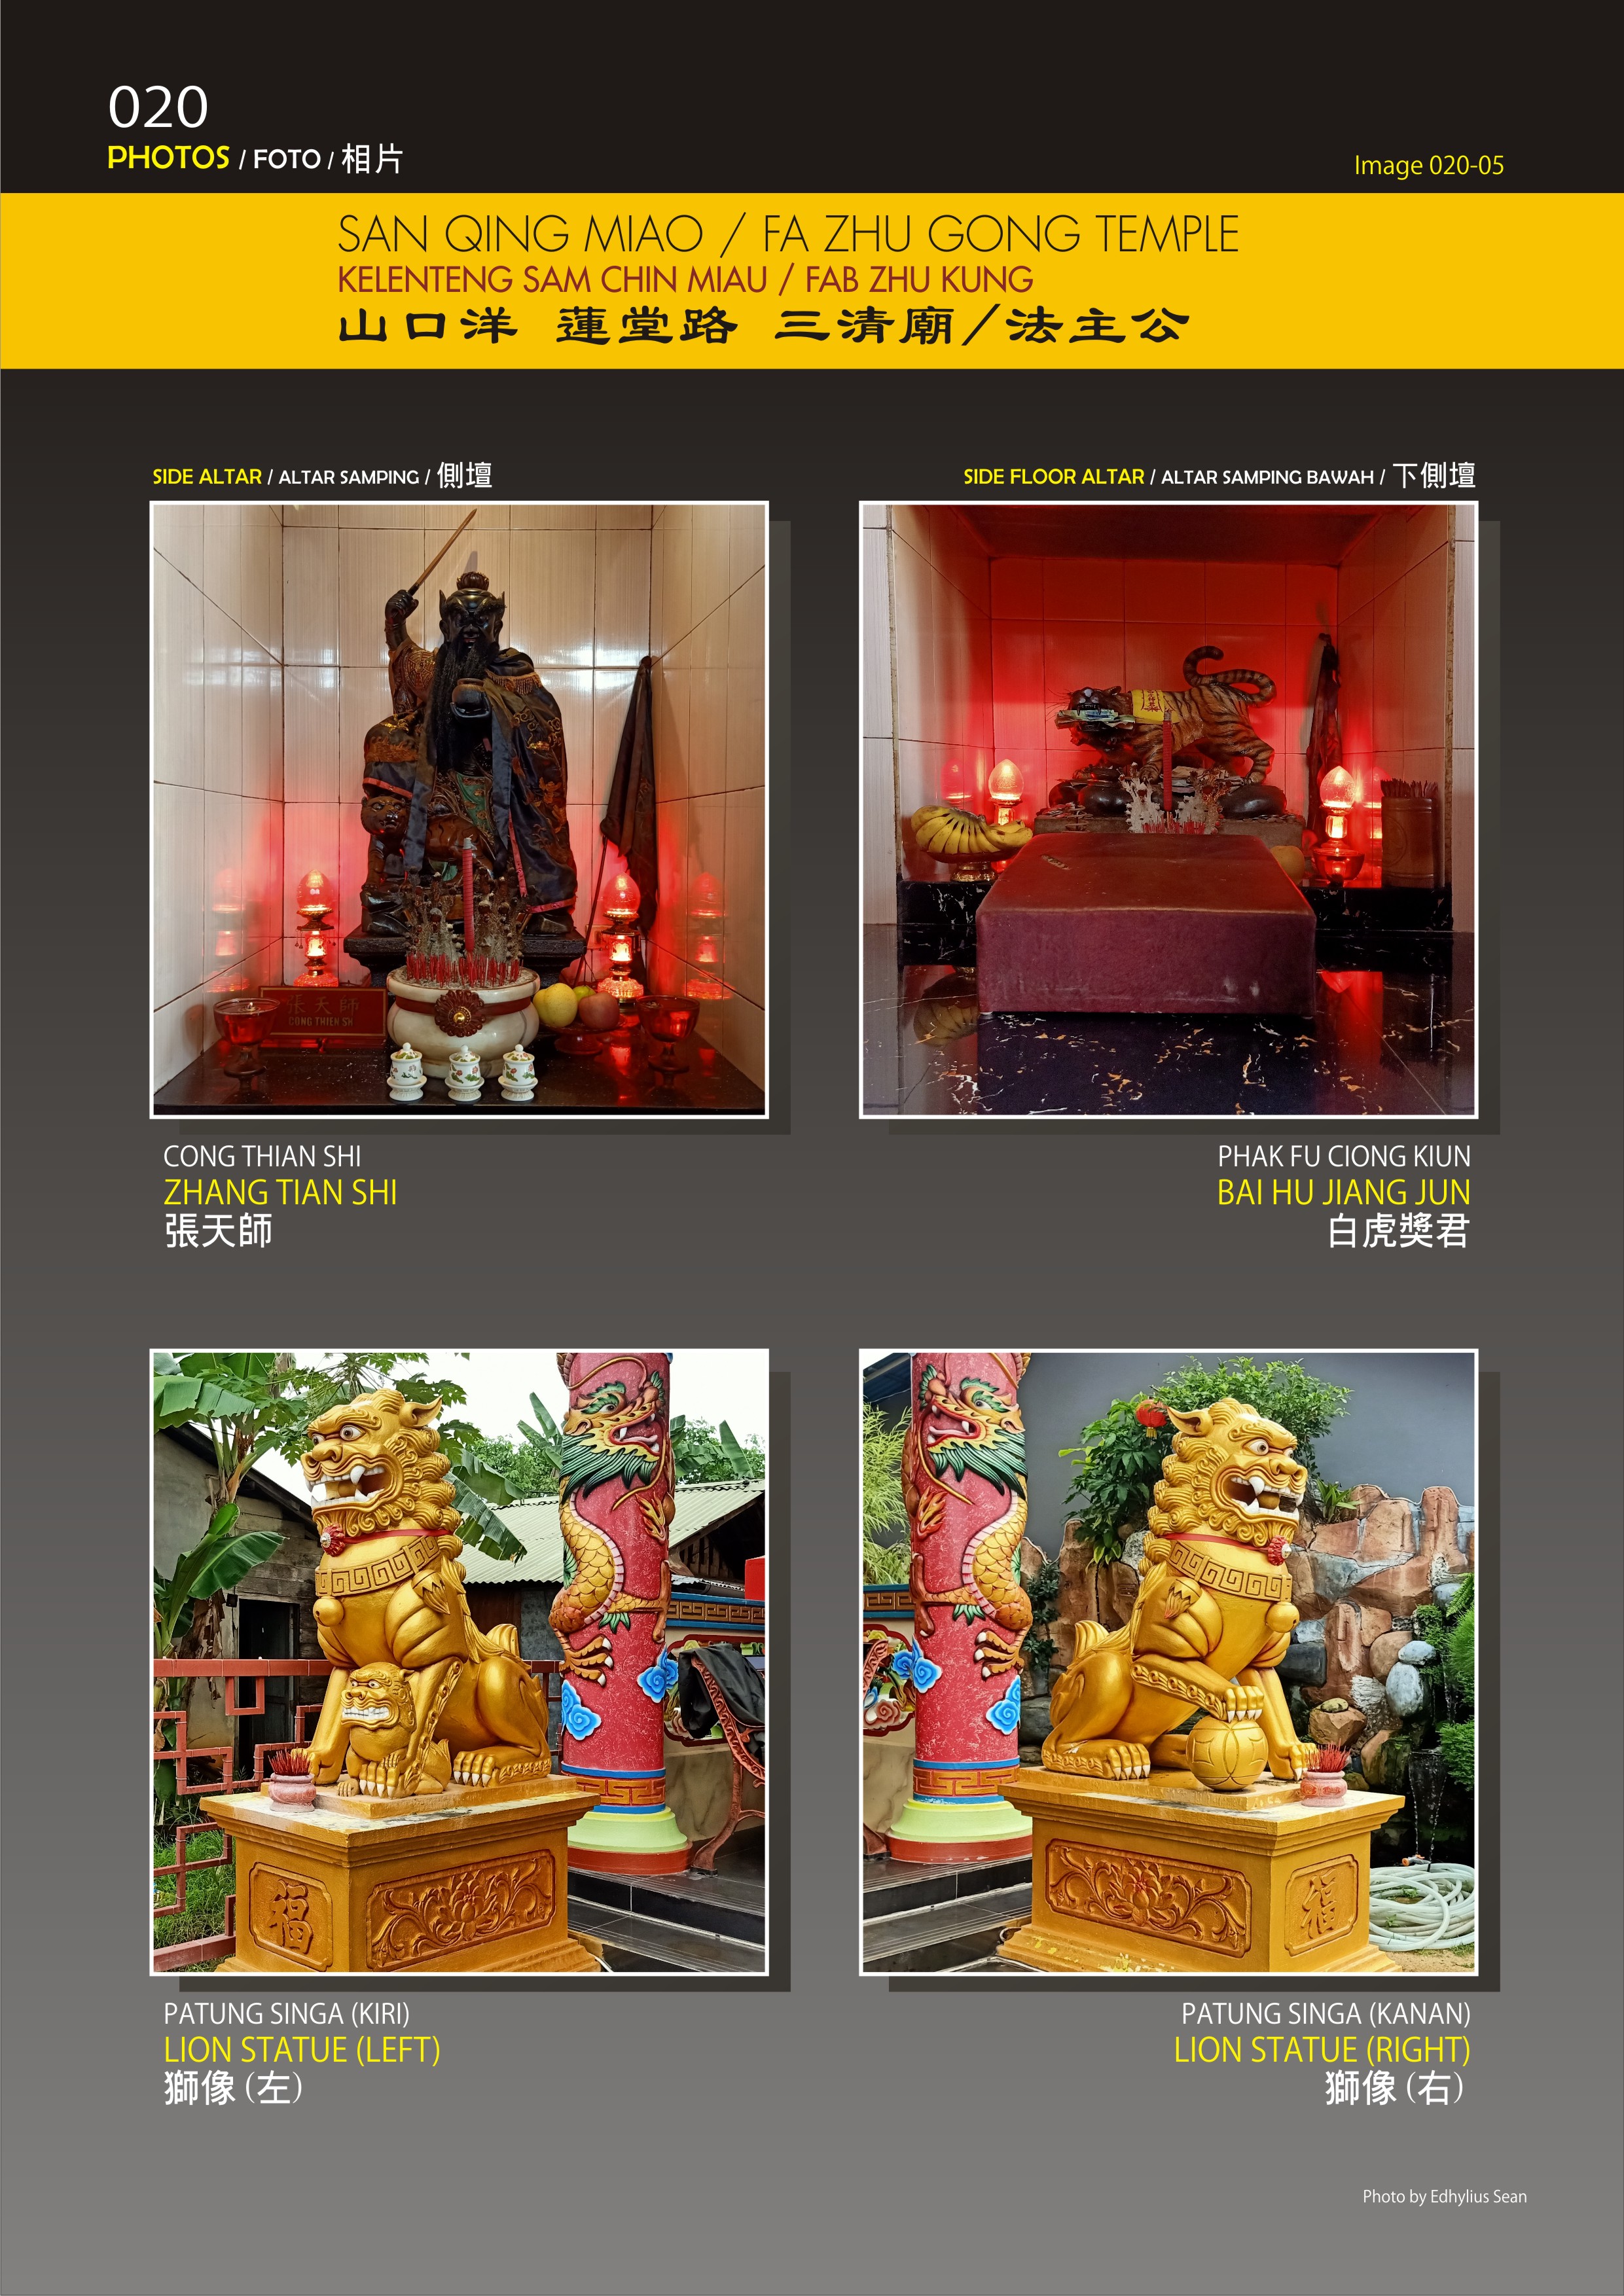 020
PHOTOS / FOTO / 相片
Image 020-05
SAN QING MIAO / FA ZHU GONG TEMPLE
KELENTENG SAM CHIN MIAU / FAB ZHU KUNG
山口洋 蓮堂路 三清廟/法主公
SIDE ALTAR / ALTAR SAMPING / 側壇
SIDE FLOOR ALTAR / ALTAR SAMPING BAWAH / 下側壇
張天師
CONG THIEN SHI
CONG THIAN SHI
ZHANG TIAN SHI
張天師
PHAK FU CIONG KIUN
BAI HU JIANG JUN
白虎獎君
福
福
PATUNG SINGA (KIRI)
LION STATUE (LEFT)
獅像 (左)
PATUNG SINGA (KANAN)
LION STATUE (RIGHT)
獅像 (右)
Photo by Edhylius Sean